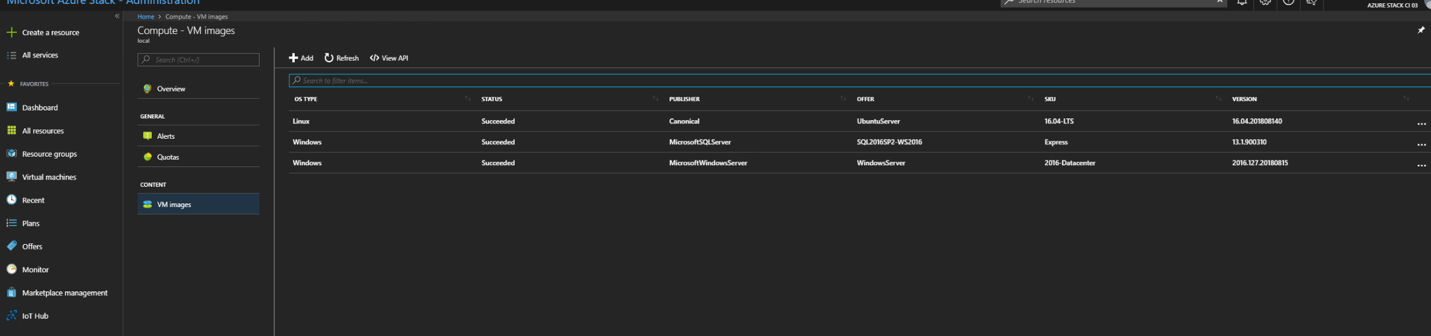 Microsoft Azure Stack - Administration
Search resources
AZURE STACK CI 03
Create a resource
All services
FAVORITES
Dashboard
All resources
Resource groups
Virtual machines
Recent
Plans
Offers
Monitor
Marketplace management
IoT Hub
Home > Compute - VM images
Compute - VM images
local
Search (Ctrl+/)
Overview
GENERAL
Alerts
Quotas
CONTENT
VM images
Add Refresh </> View API
Search to filter items...
OS TYPE STATUS PUBLISHER OFFER SKU VERSION
Linux Succeeded Canonical UbuntuServer 16.04-LTS 16.04.201808140
Windows Succeeded MicrosoftSQLServer SQL2016SP2-WS2016 Express 13.1.900310
Windows Succeeded MicrosoftWindowsServer WindowsServer 2016-Datacenter 2016.127.20180815